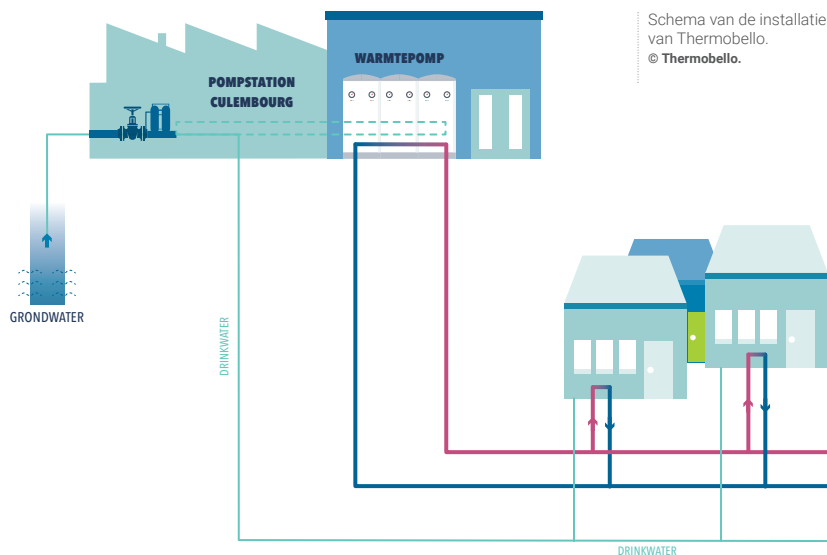 Schema van de installatie
van Thermobello.
© Thermobello.
WARMTEPOMP
POMPSTATION
CULEMBOURG
GRONDWATER
DRINKWATER
DRINKWATER